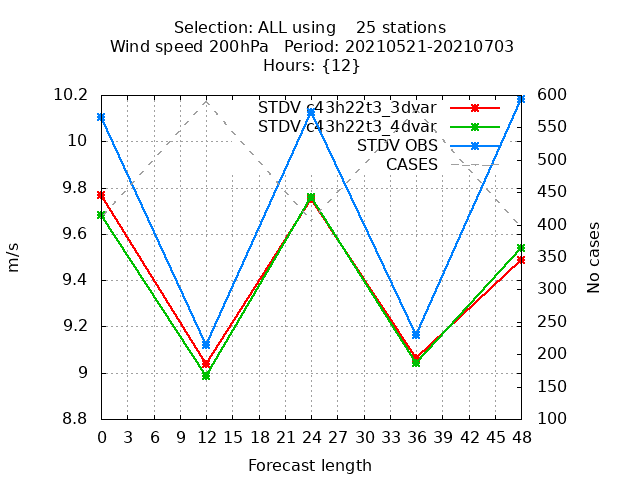 Selection: ALL using    25 stations
Wind speed 200hPa   Period: 20210521-20210703
Hours: {12}
STDV c43h22t3_3dvar
STDV c43h22t3_4dvar
STDV OBS
CASES
10.2
10
9.8
9.6
9.4
9.2
9
8.8
m/s
600
550
500
450
400
350
300
250
200
150
100
No cases
0 3 6 9 12 15 18 21 24 27 30 33 36 39 42 45 48
Forecast length